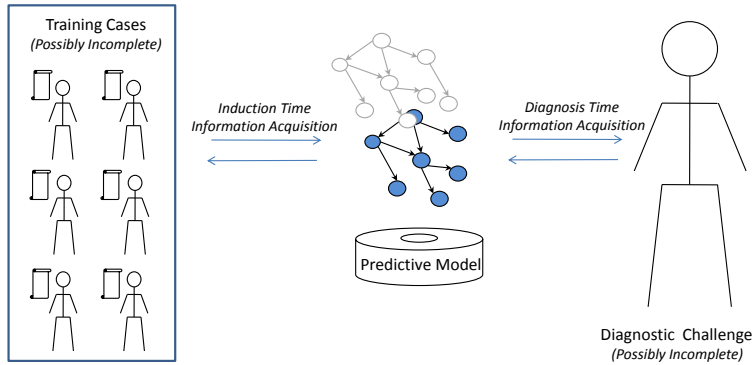 Training Cases
(Possibly Incomplete)
Induction Time
Information Acquisition
Diagnosis Time
Information Acquisition
Predictive Model
Diagnostic Challenge
(Possibly Incomplete)